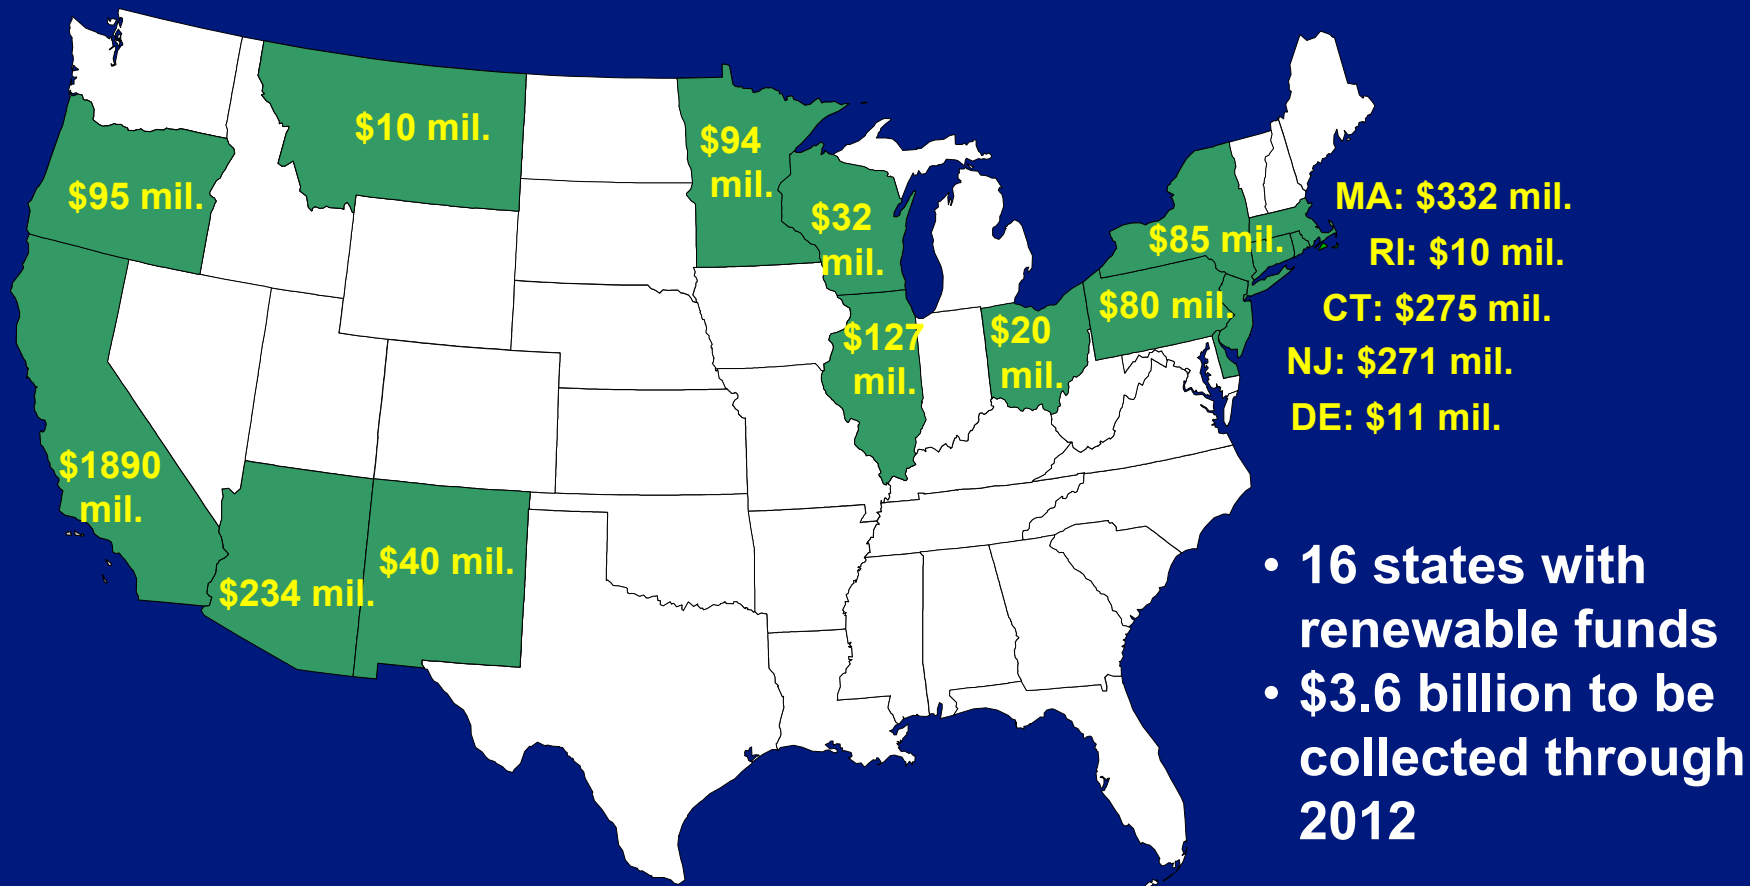 $10 mil.
$94
mil.
$95 mil.
$32
mil.
$85 mil.
MA: $332 mil.
RI: $10 mil.
$80 mil.
CT: $275 mil.
$127
mil.
$20
mil.
NJ: $271 mil.
DE: $11 mil.
$1890
mil.
$40 mil.
$234 mil.
• 16 states with
renewable funds
• $3.6 billion to be
collected through
2012